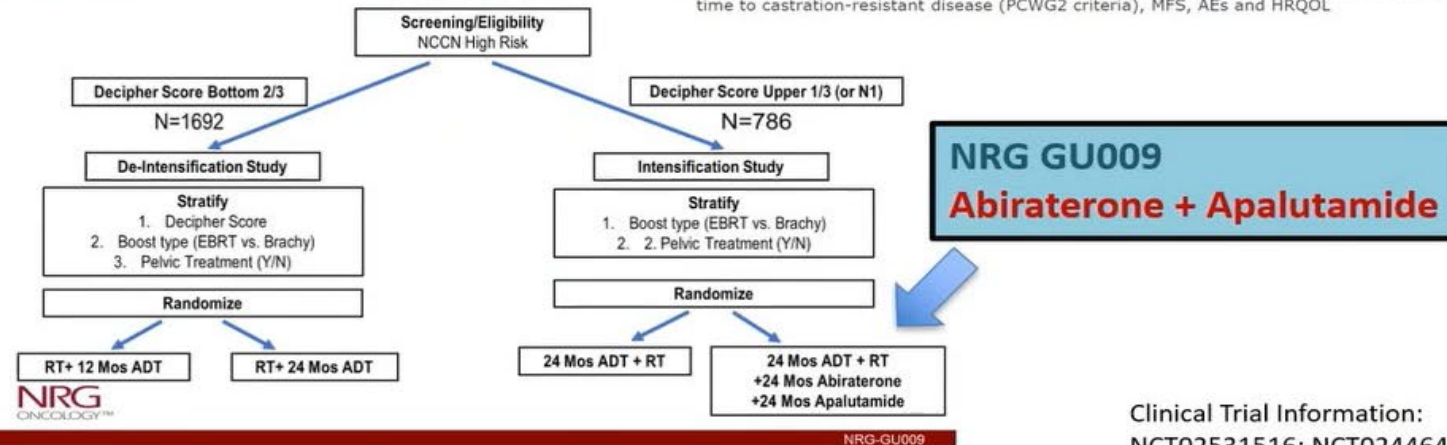 time to castration-resistant disease (PCWG2 criteria), MFS, AEs and HRQOL
Screening/Eligibility
NCCN High Risk
Decipher Score Bottom 2/3
N=1692
De-Intensification Study
Stratify
1. Decipher Score
2. Boost type (EBRT vs. Brachy)
3. Pelvic Treatment (Y/N)
Randomize
RT+ 12 Mos ADT
RT+ 24 Mos ADT
Decipher Score Upper 1/3 (or N1)
N=786
Intensification Study
Stratify
1. Boost type (EBRT vs. Brachy)
2. 2. Pelvic Treatment (Y/N)
Randomize
24 Mos ADT + RT
24 Mos ADT + RT
+24 Mos Abiraterone
+24 Mos Apalutamide
NRG GU009
Abiraterone + Apalutamide
NRG
ONCOLOGY™
NRG-GU009
Clinical Trial Information:
NCT02531516;